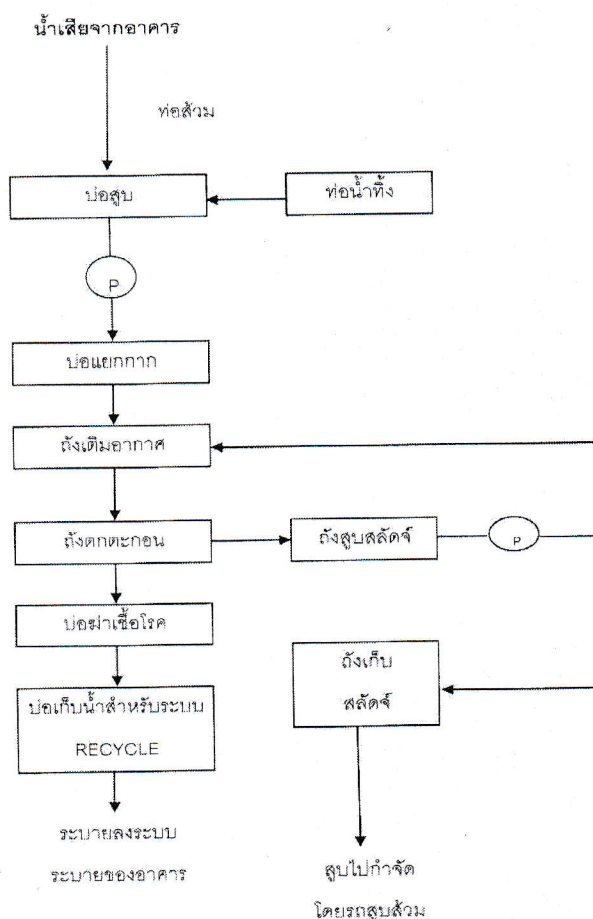 น้ำเสียจากอาคาร
ท่อส้วม
บ่อสูบ
ท่อน้ำทิ้ง
P
บ่อแยกกาก
ถังเติมอากาศ
ถังตกตะกอน
ถังสูบสลัดจ์
P
บ่อฆ่าเชื้อโรค
ถังเก็บ
สลัดจ์
บ่อเก็บน้ำสำหรับระบบ
RECYCLE
ระบายลงระบบ
ระบายของอาคาร
สูบไปกำจัด
โดยรถสูบส้วม